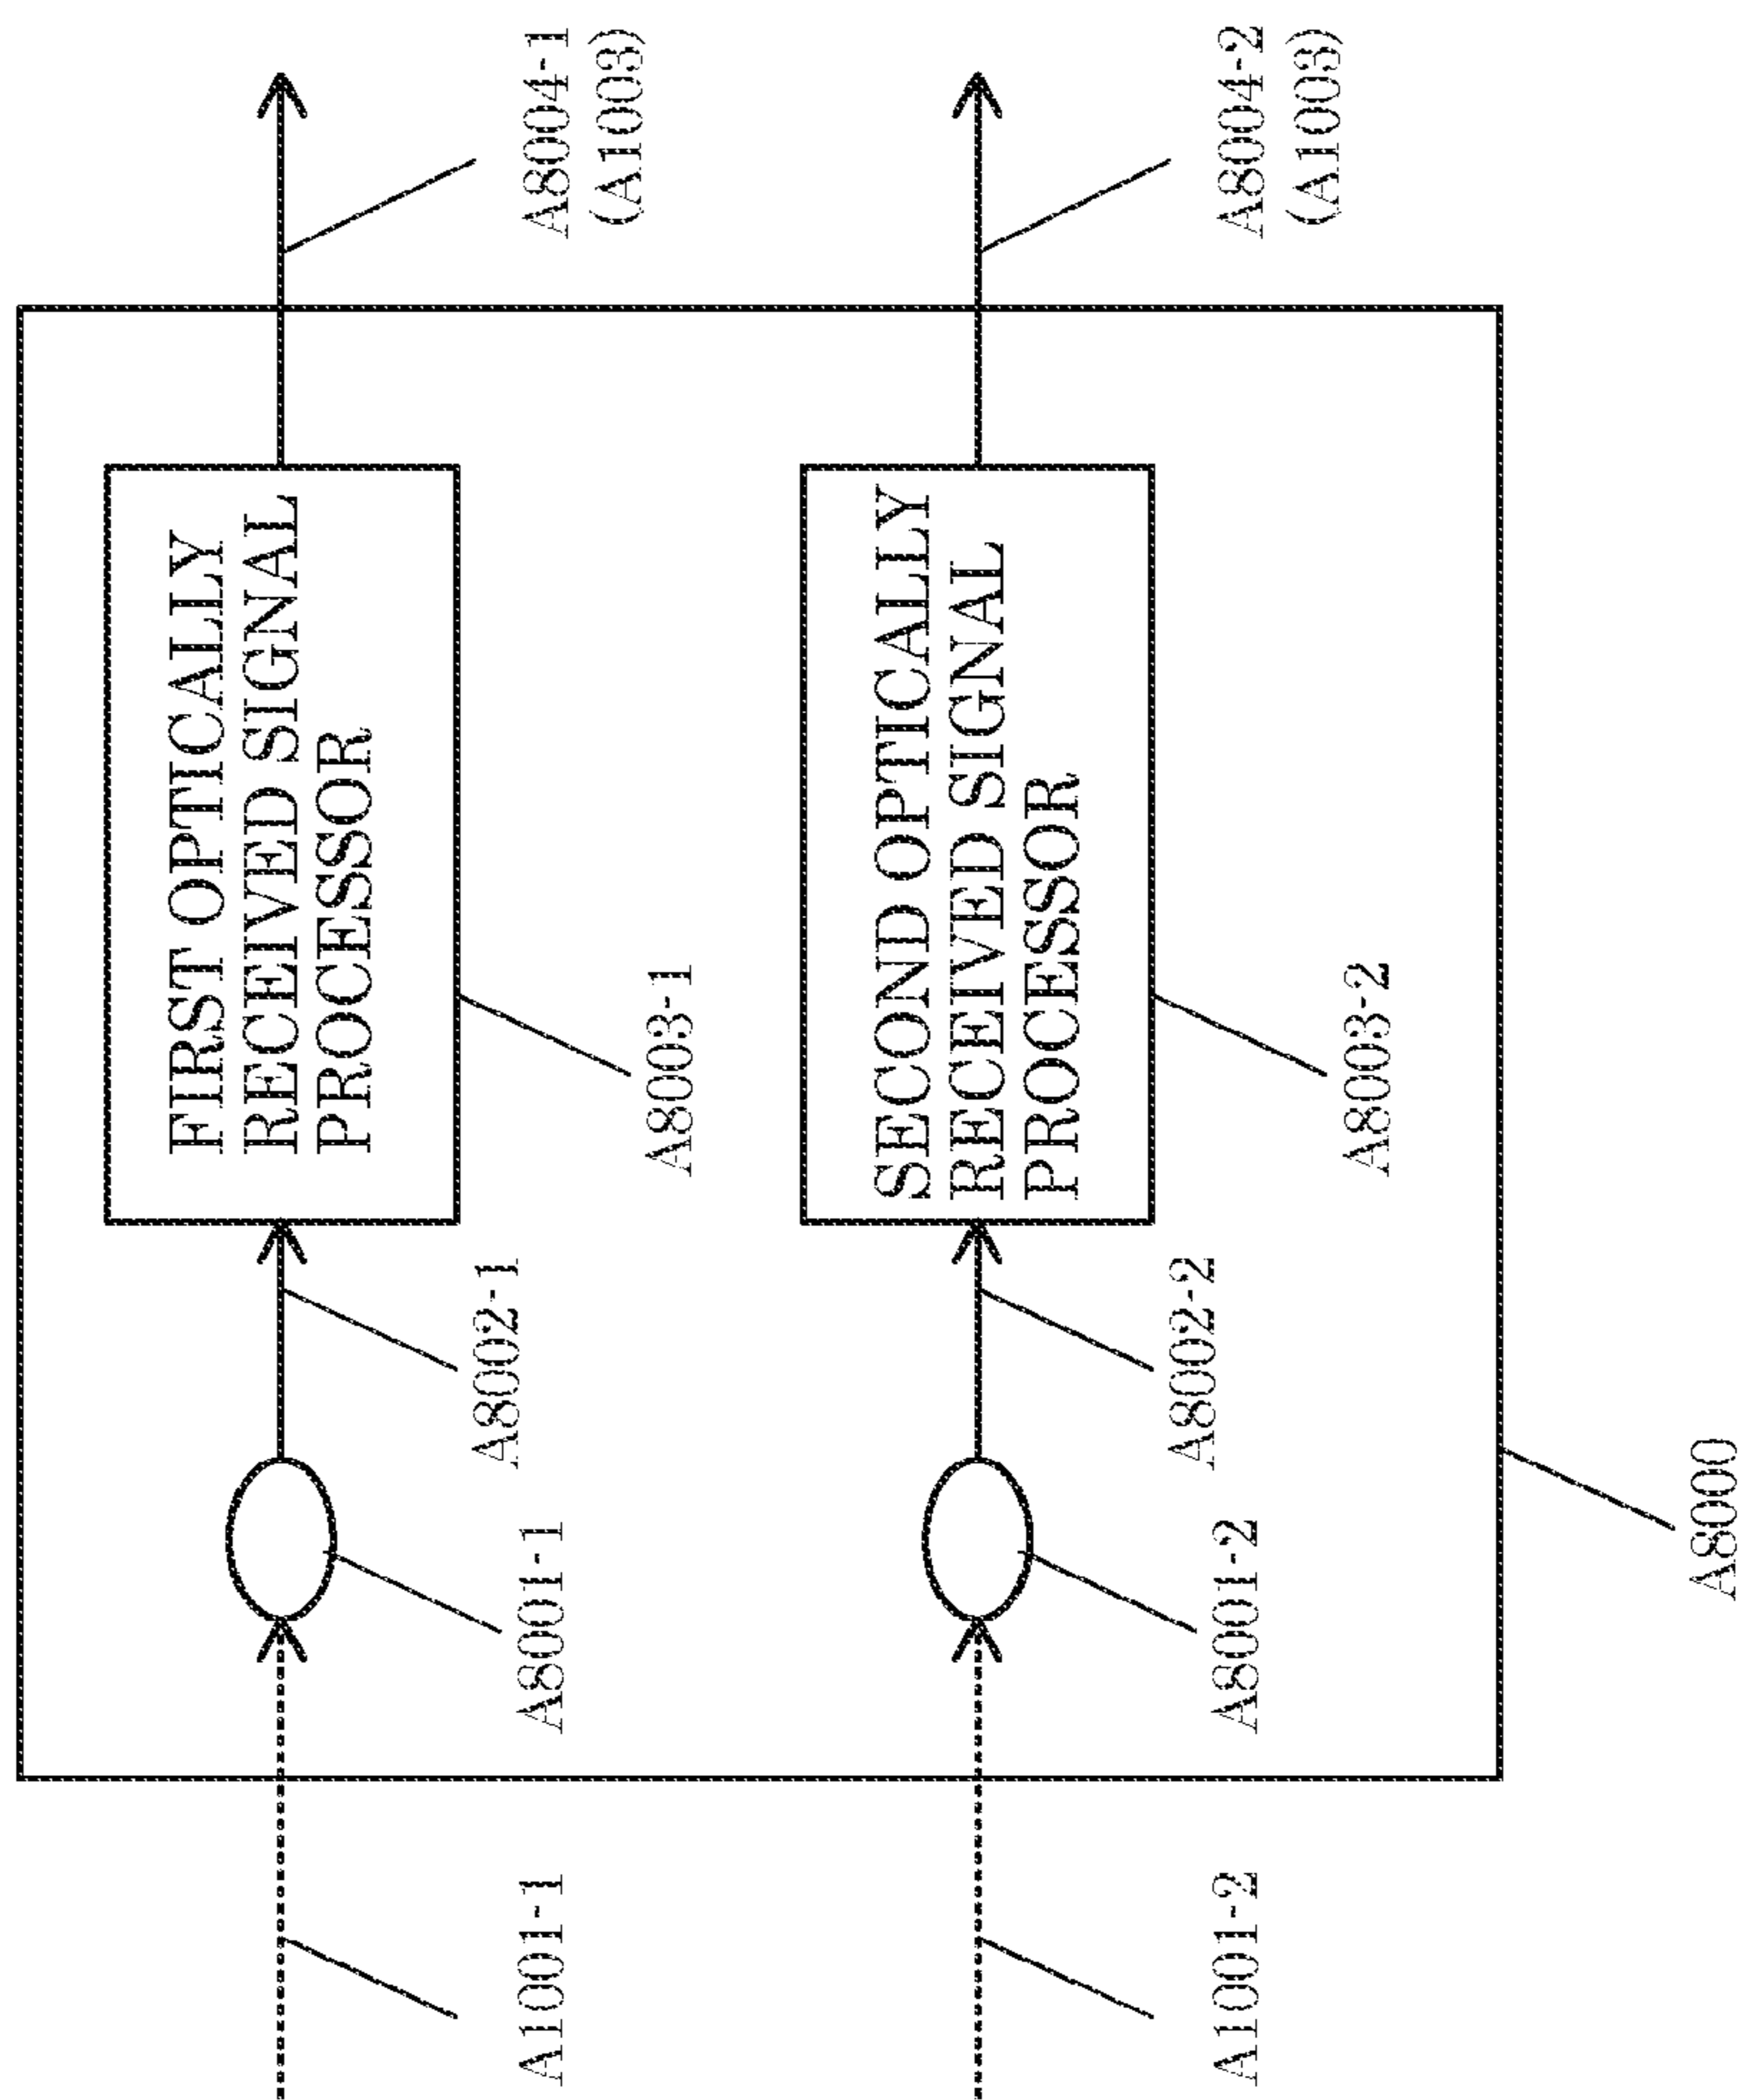 A1001-1
A8001-1
A8002-1
FIRST OPTICALLY
RECEIVED SIGNAL
PROCESSOR
A8003-1
A8004-1
(A1003)
A1001-2
A8001-2
A8002-2
SECOND OPTICALLY
RECEIVED SIGNAL
PROCESSOR
A8003-2
A8004-2
(A1003)
A8000